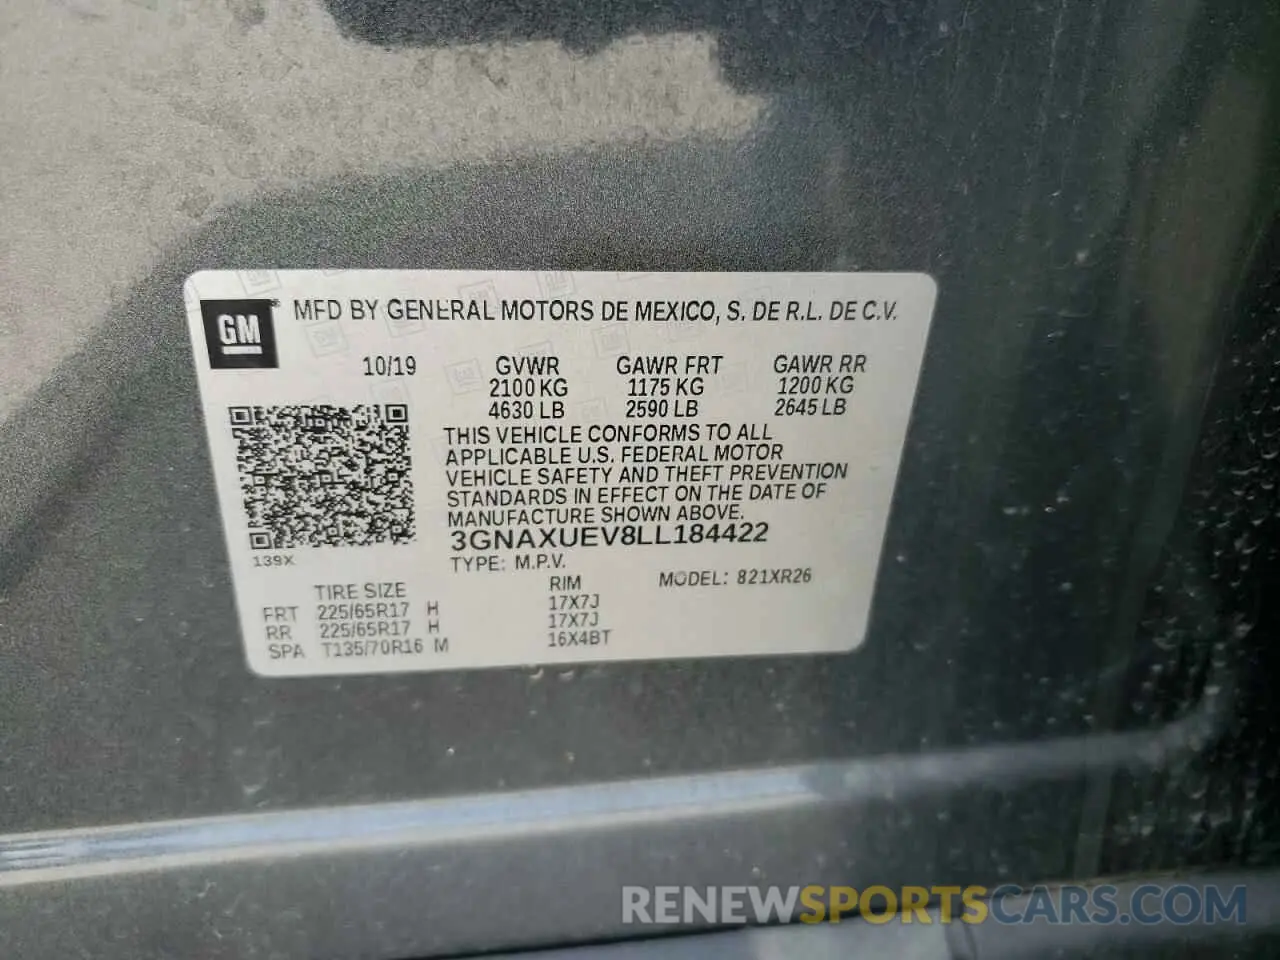 GM
MFD BY GENERAL MOTORS DE MEXICO, S. DE R.L. DE C.V.
10/19 GVWR GAWR FRT GAWR RR
2100 KG 1175 KG 1200 KG
4630 LB 2590 LB 2645 LB
THIS VEHICLE CONFORMS TO ALL
APPLICABLE U.S. FEDERAL MOTOR
VEHICLE SAFETY AND THEFT PREVENTION
STANDARDS IN EFFECT ON THE DATE OF
MANUFACTURE SHOWN ABOVE.
3GNAXUEV8LL184422
139X
TYPE: M.P.V. MODEL: 821XR26
TIRE SIZE RIM
FRT 225/65R17 H 17X7J
RR 225/65R17 H 17X7J
SPA T135/70R16 M 16X4BT
RENEWSPORTSCARS.COM